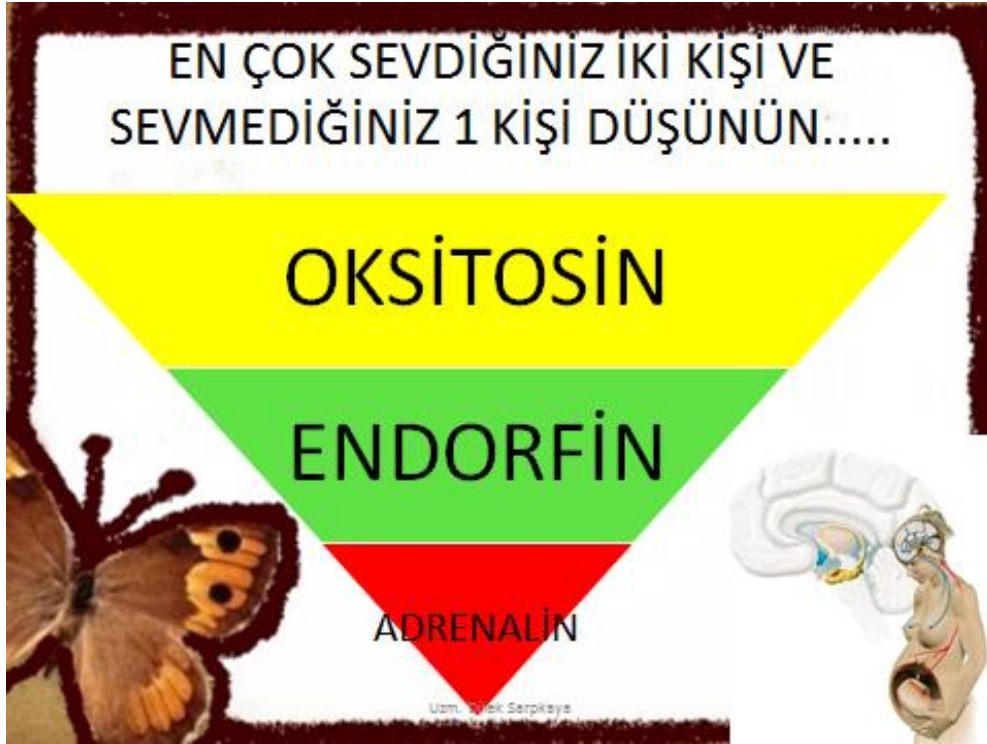 EN ÇOK SEVDİĞİNİZ İKİ KİŞİ VE
SEVMEDİĞİNİZ 1 KİŞİ DÜŞÜNÜN.....
OKSİTOSİN
ENDORFİN
ADRENALİN
Uzm. Dilek Sarpkaya